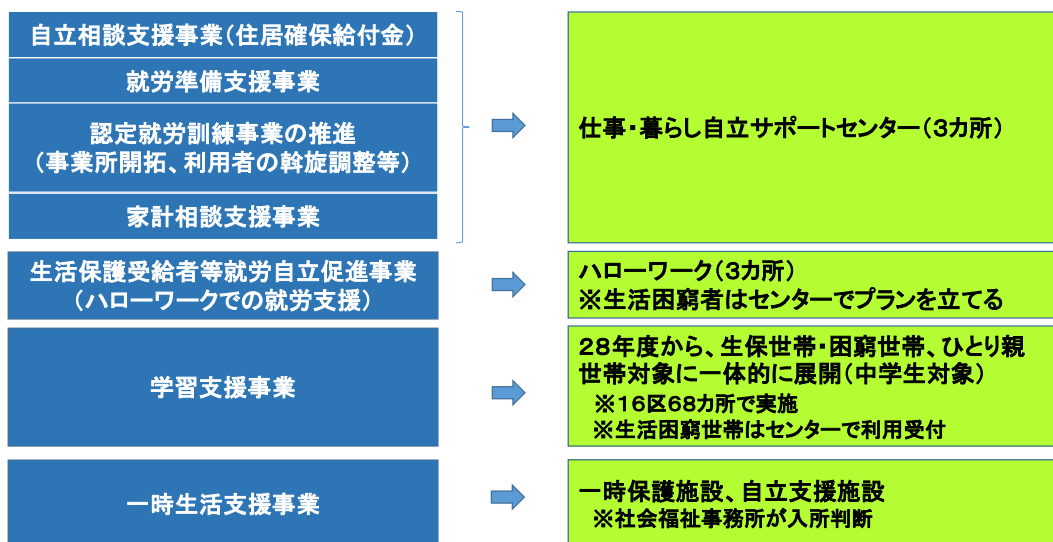 自立相談支援事業（住居確保給付金）
就労準備支援事業
認定就労訓練事業の推進
（事業所開拓、利用者の斡旋調整等）
家計相談支援事業
仕事・暮らし自立サポートセンター（３カ所）
生活保護受給者等就労自立促進事業
（ハローワークでの就労支援）
ハローワーク（３カ所）
※生活困窮者はセンターでプランを立てる
学習支援事業
２８年度から、生保世帯・困窮世帯、ひとり親
世帯対象に一体的に展開（中学生対象）
※１６区６８カ所で実施
※生活困窮世帯はセンターで利用受付
一時生活支援事業
一時保護施設、自立支援施設
※社会福祉事務所が入所判断